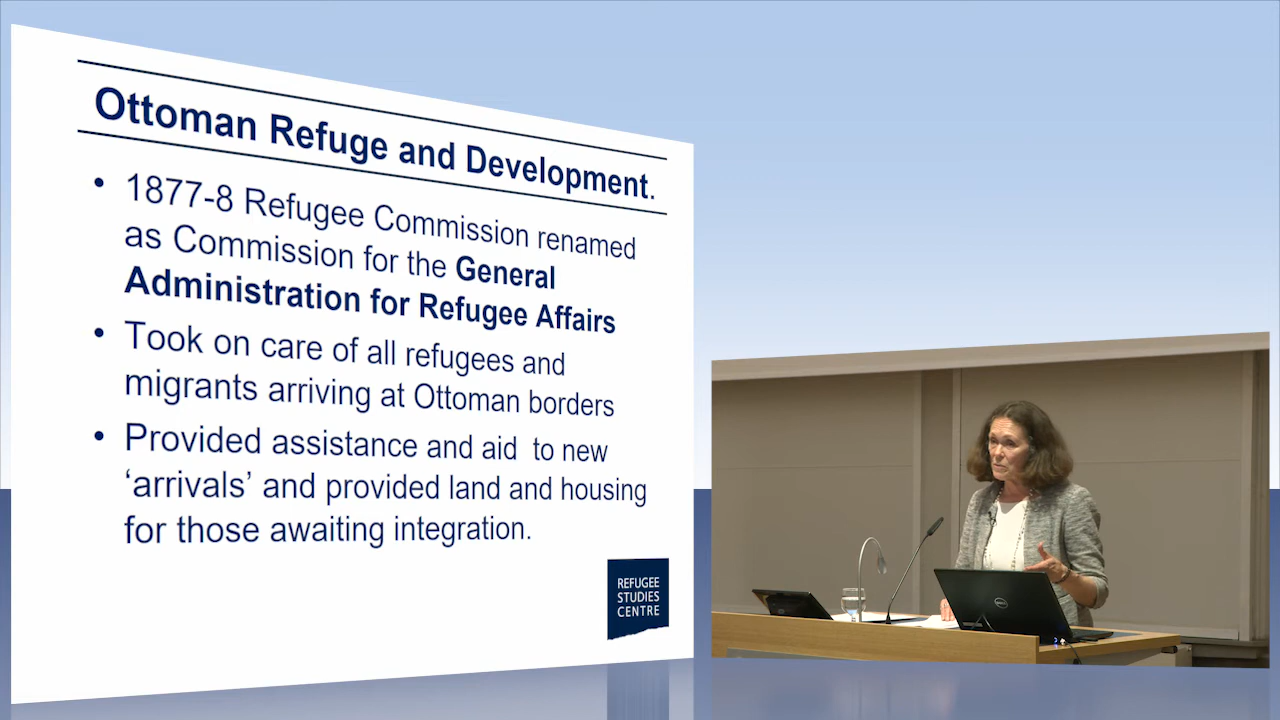 Ottoman Refuge and Development.
• 1877-8 Refugee Commission renamed
as Commission for the General
Administration for Refugee Affairs
• Took on care of all refugees and
migrants arriving at Ottoman borders
• Provided assistance and aid to new
‘arrivals’ and provided land and housing
for those awaiting integration.
REFUGEE
STUDIES
CENTRE
DELL